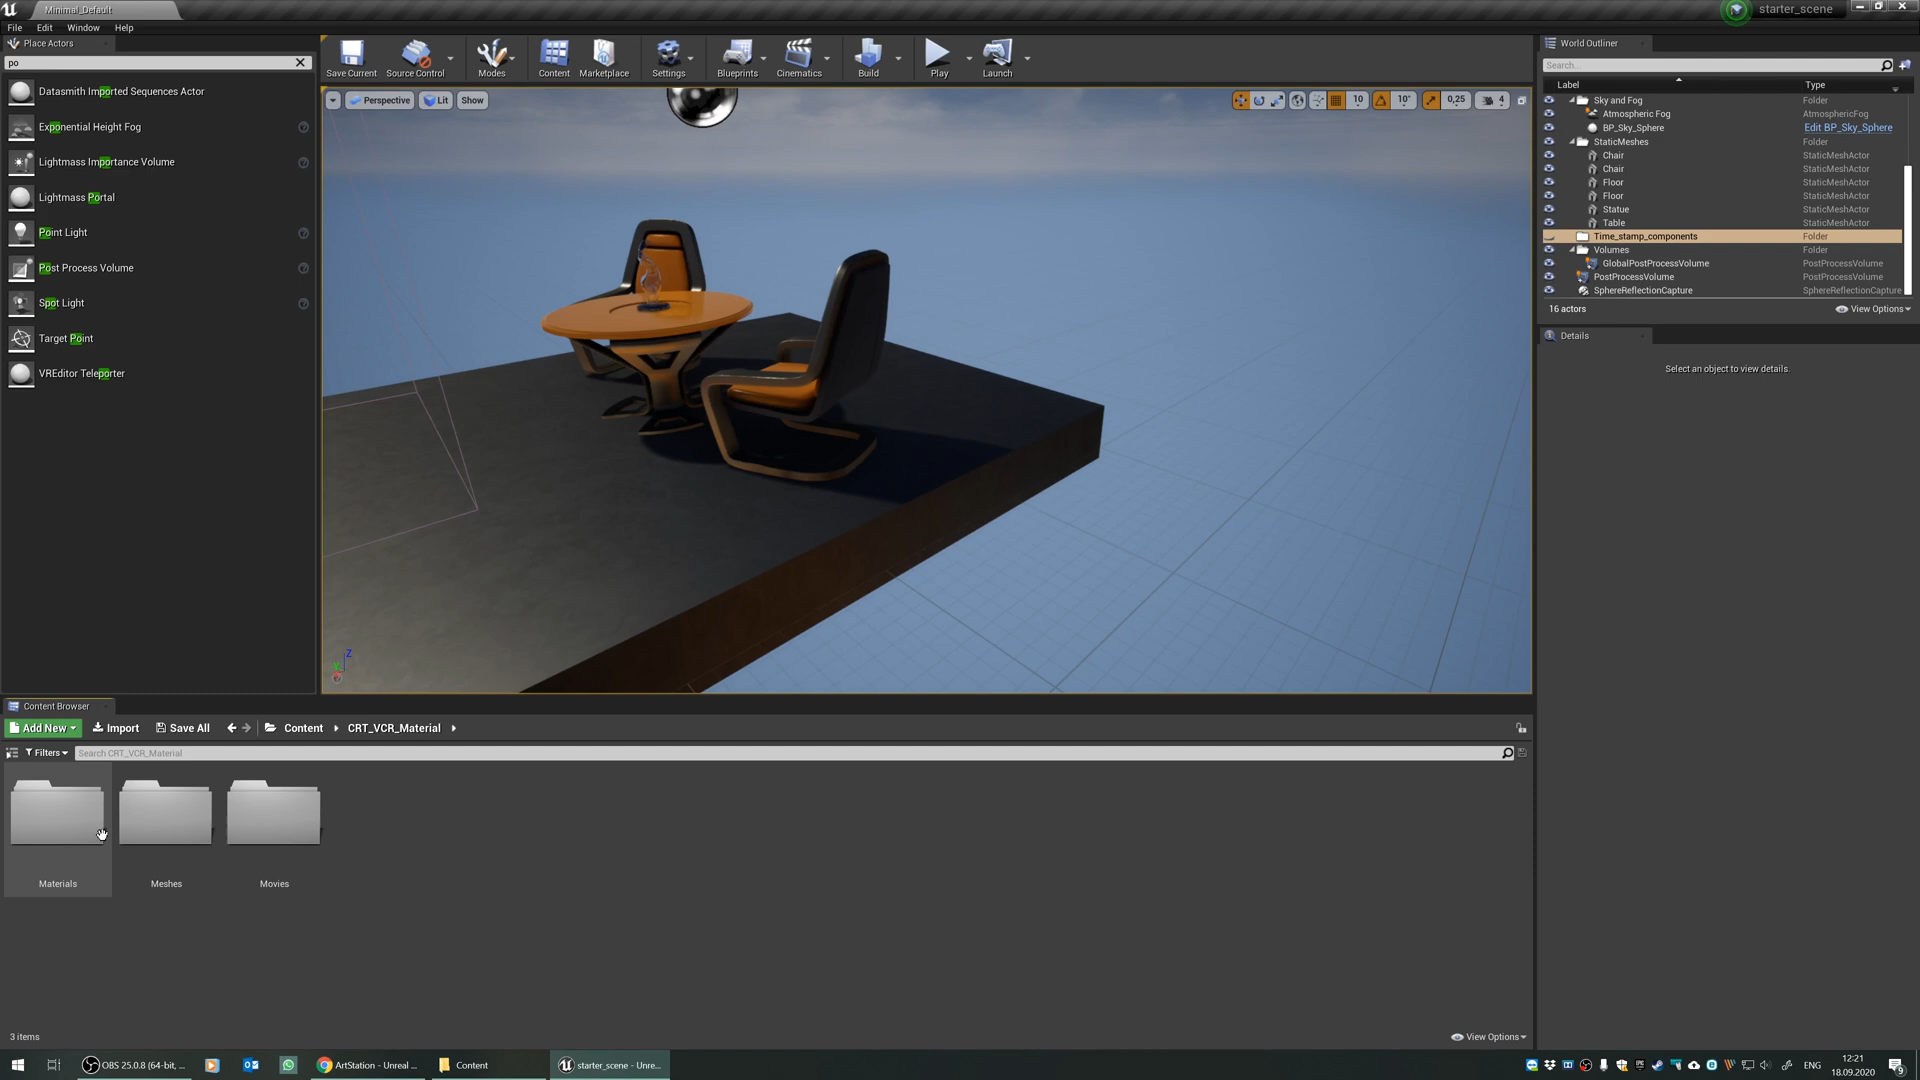 Minimal_Default
starter_scene
File Edit Window Help
Place Actors
po
Datasmith Imported Sequences Actor
Exponential Height Fog
Lightmass Importance Volume
Lightmass Portal
Point Light
Post Process Volume
Spot Light
Target Point
VREditor Teleporter
Save Current Source Control Modes Content Marketplace Settings Blueprints Cinematics Build Play Launch
Perspective Lit Show
10 10° 0,25 4
Z
Y
World Outliner
Search...
Label Type
Sky and Fog Folder
Atmospheric Fog AtmosphericFog
BP_Sky_Sphere Edit BP_Sky_Sphere
StaticMeshes Folder
Chair StaticMeshActor
Chair StaticMeshActor
Floor StaticMeshActor
Floor StaticMeshActor
Statue StaticMeshActor
Table StaticMeshActor
Time_stamp_components Folder
Volumes Folder
GlobalPostProcessVolume PostProcessVolume
PostProcessVolume PostProcessVolume
SphereReflectionCapture SphereReflectionCapture
16 actors View Options
Details
Select an object to view details.
Content Browser
Add New Import Save All Content CRT_VCR_Material
Filters Search CRT_VCR_Material
Materials Meshes Movies
3 items View Options
OBS 25.0.8 (64-bit, ... ArtStation - Unreal ... Content starter_scene - Unre...
ENG
12:21
18.09.2020